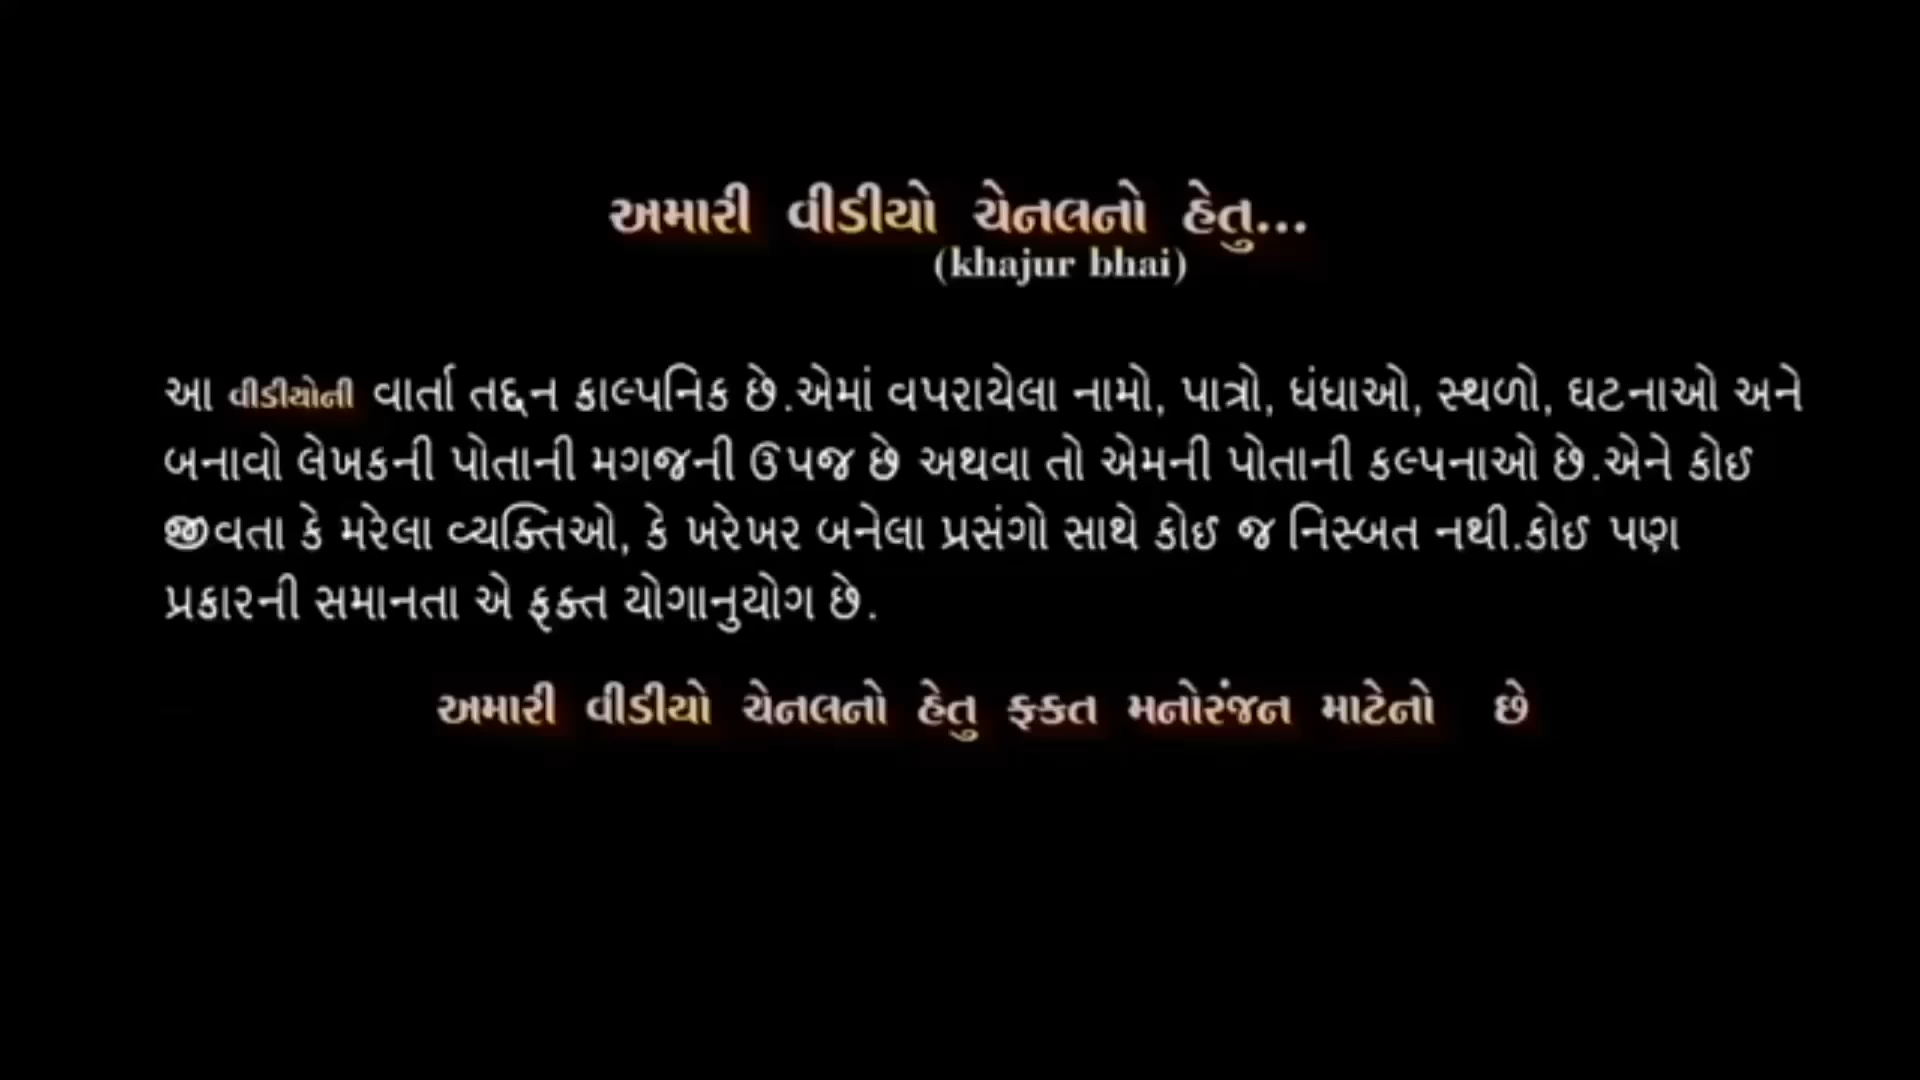 અમારી વીડીયો ચેનલનો હેતુ...
(khajur bhai)
આ વીડીયોની વાર્તા તદ્દન કાલ્પનિક છે.એમાં વપરાયેલા નામો, પાત્રો, ધંધાઓ, સ્થળો, ઘટનાઓ અને
બનાવો લેખકની પોતાની મગજની ઉપજ છે અથવા તો એમની પોતાની કલ્પનાઓ છે.એને કોઈ
જીવતા કે મરેલા વ્યક્તિઓ, કે ખરેખર બનેલા પ્રસંગો સાથે કોઈ જ નિસ્બત નથી.કોઈ પણ
પ્રકારની સમાનતા એ ફક્ત યોગાનુયોગ છે.
અમારી વીડીયો ચેનલનો હેતુ ફકત મનોરંજન માટેનો છે